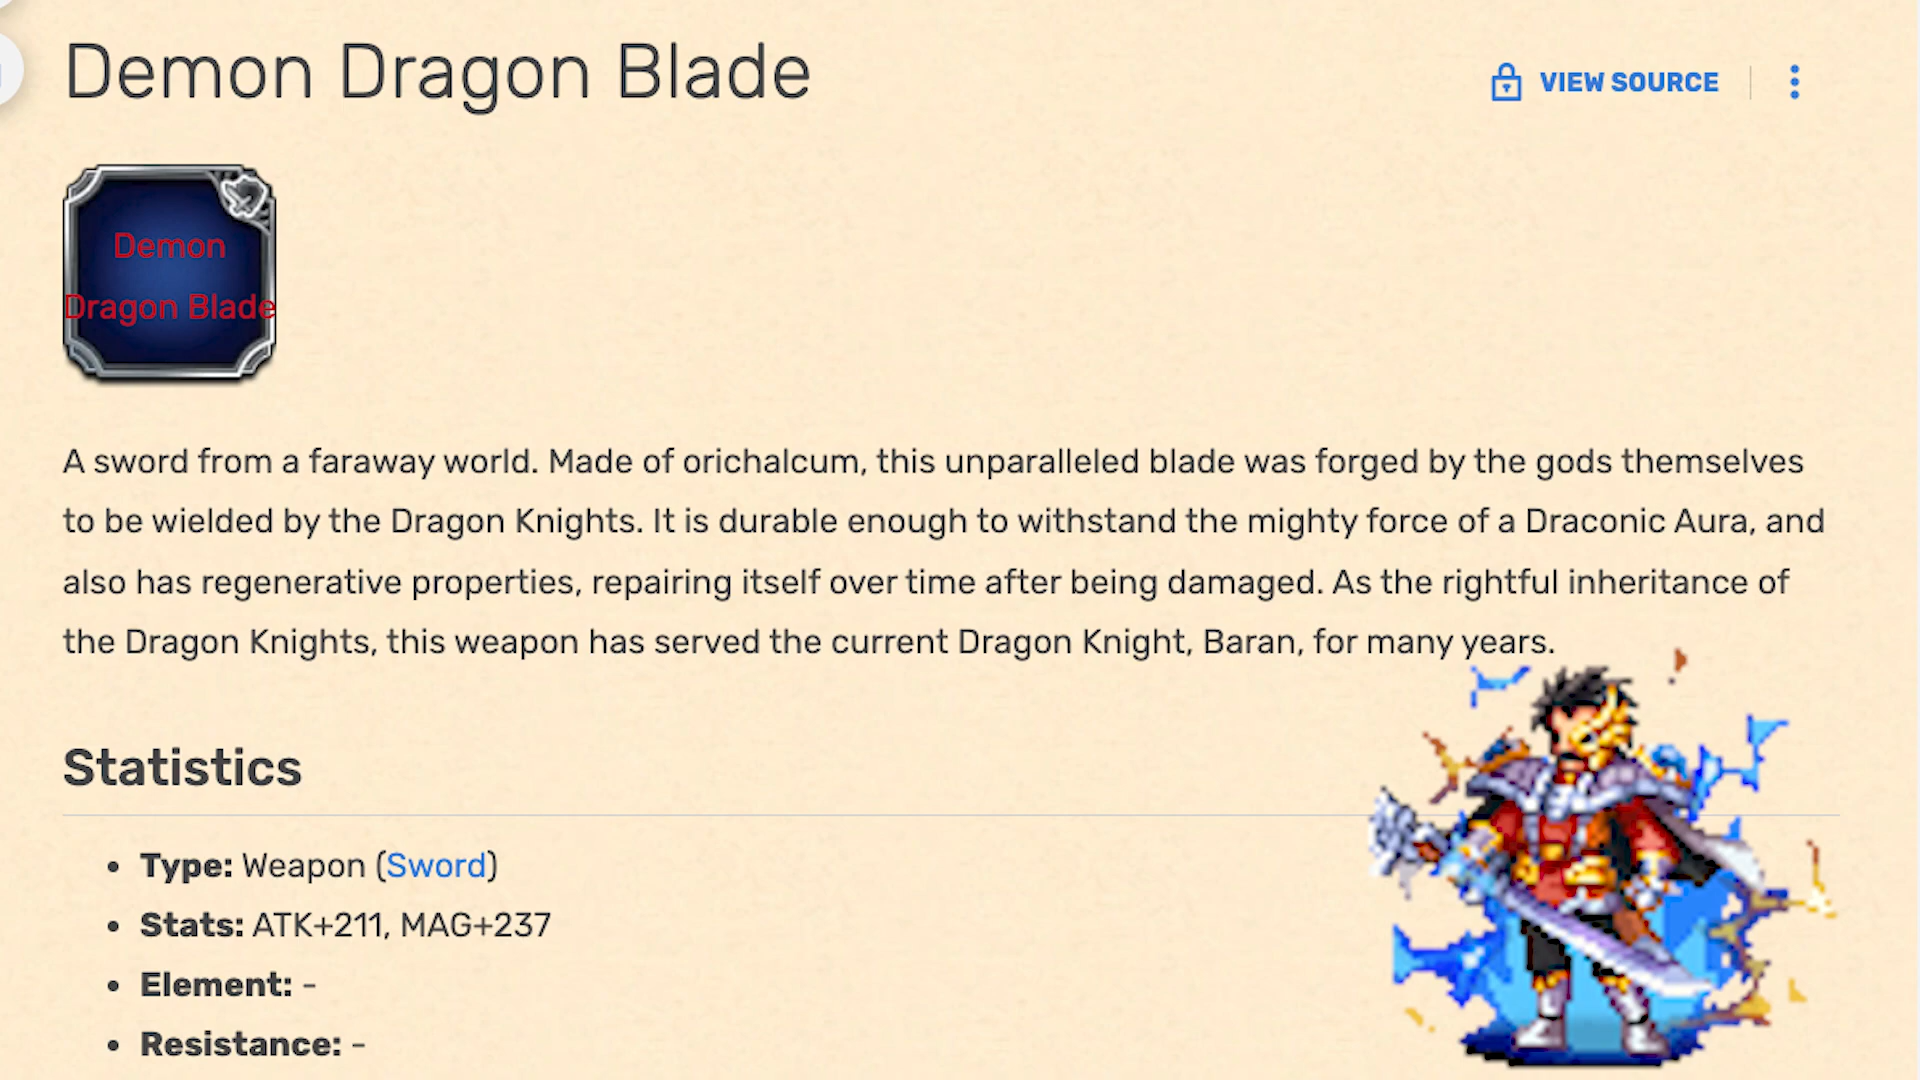 Demon Dragon Blade
VIEW SOURCE
Demon
Dragon Blade
A sword from a faraway world. Made of orichalcum, this unparalleled blade was forged by the gods themselves
to be wielded by the Dragon Knights. It is durable enough to withstand the mighty force of a Draconic Aura, and
also has regenerative properties, repairing itself over time after being damaged. As the rightful inheritance of
the Dragon Knights, this weapon has served the current Dragon Knight, Baran, for many years.
Statistics
• Type: Weapon (Sword)
• Stats: ATK+211, MAG+237
• Element: -
• Resistance: -